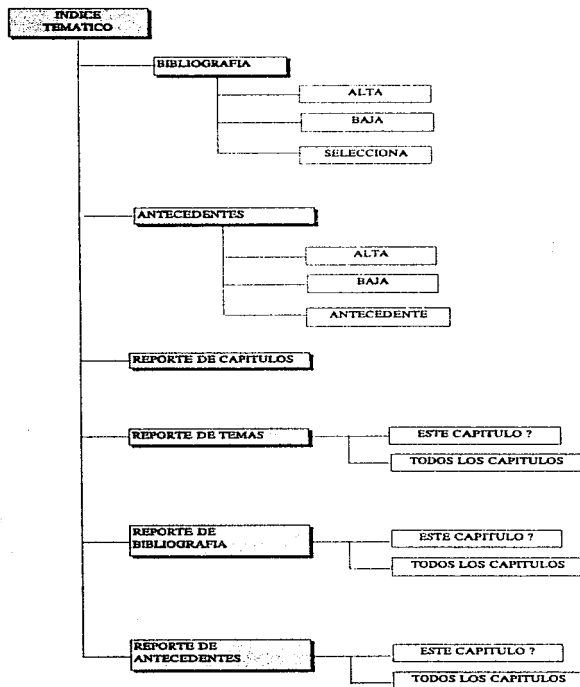 INDICE
TEMATICO
BIBLIOGRAFIA
ALTA
BAJA
SELECCIONA
ANTECEDENTES
ALTA
BAJA
ANTECEDENTE
REPORTE DE CAPITULOS
REPORTE DE TEMAS
ESTE CAPITULO ?
TODOS LOS CAPITULOS
REPORTE DE
BIBLIOGRAFIA
ESTE CAPITULO ?
TODOS LOS CAPITULOS
REPORTE DE
ANTECEDENTES
ESTE CAPITULO ?
TODOS LOS CAPITULOS